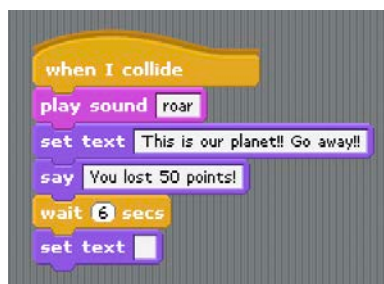 when I collide
play sound roar
set text This is our planet!! Go away!!
say You lost 50 points!
wait 6 secs
set text